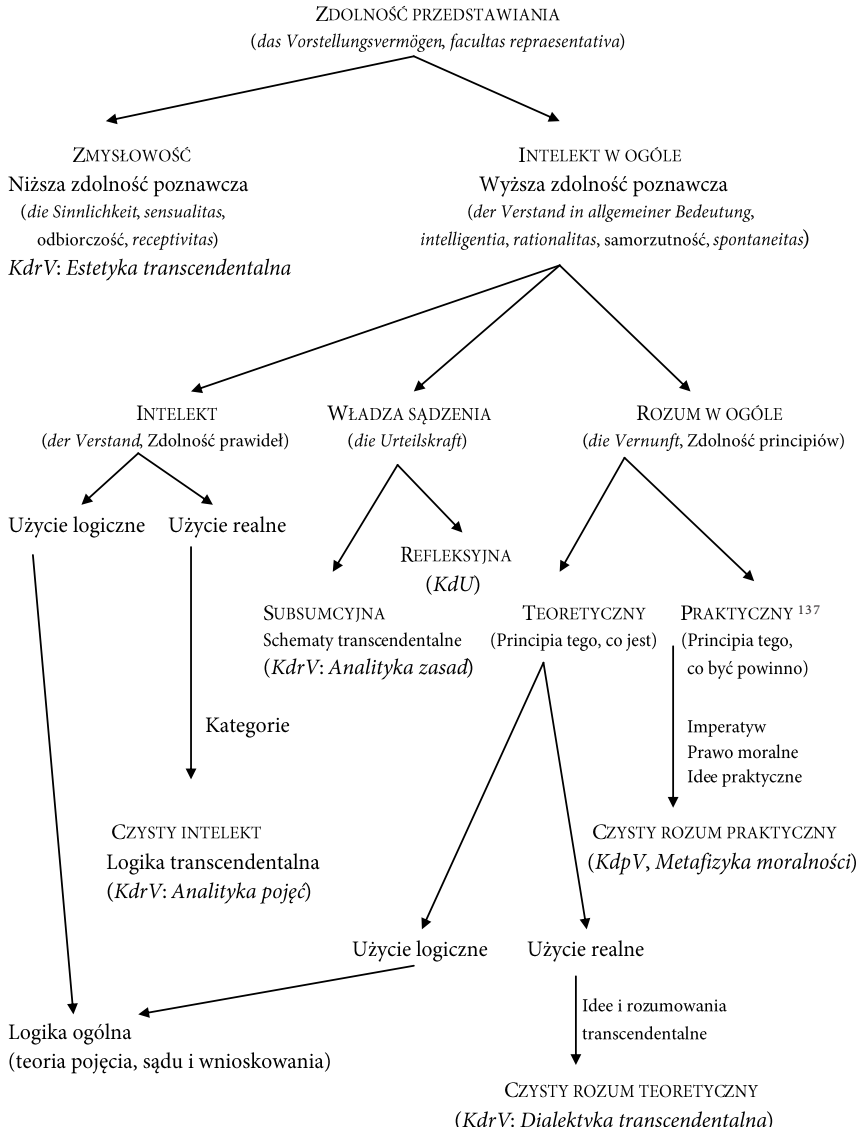 Zdolność przedstawiania
(das Vorstellungsvermögen, facultas repraesentativa)
Zmysłowość
Niższa zdolność poznawcza
(die Sinnlichkeit, sensualitas,
odbiorczość, receptivitas)
KdrV: Estetyka transcendentalna
Intelekt w ogóle
Wyższa zdolność poznawcza
(der Verstand in allgemeiner Bedeutung,
intelligentia, rationalitas, samorzutność, spontaneitas)
Intelekt
(der Verstand, Zdolność prawideł)
Władza sądzenia
(die Urteilskraft)
Rozum w ogóle
(die Vernunft, Zdolność principiów)
Użycie logiczne
Użycie realne
Refleksyjna
(KdU)
Subsumcyjna
Schematy transcendentalne
(KdrV: Analityka zasad)
Teoretyczny
(Principia tego, co jest)
Praktyczny 137
(Principia tego,
co być powinno)
Kategorie
Imperatyw
Prawo moralne
Idee praktyczne
Czysty intelekt
Logika transcendentalna
(KdrV: Analityka pojęć)
Czysty rozum praktyczny
(KdpV, Metafizyka moralności)
Użycie logiczne
Użycie realne
Idee i rozumowania
transcendentalne
Logika ogólna
(teoria pojęcia, sądu i wnioskowania)
Czysty rozum teoretyczny
(KdrV: Dialektyka transcendentalna)